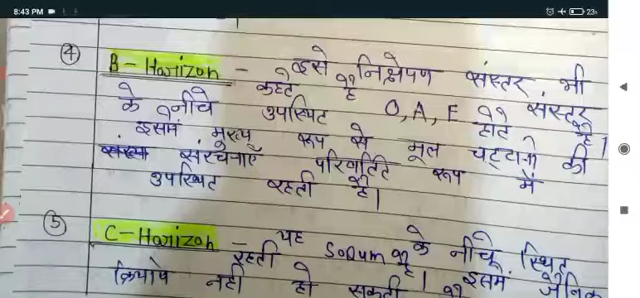 8:43 PM
23
④ B-Horizon - इसे निक्षेपण संस्तर भी
कहते है
O, A, E संस्तर
के नीचे उपस्थित होते है।
इसमें मुख्य रूप से मूल चट्टानो की
संरचनाएँ परिवर्तित रूप में
उपस्थित रहती है।
⑤ C-Horizon - यह Solum के नीचे स्थित
रहती है। इसमें जैविक
क्रियाये नही हो सकती